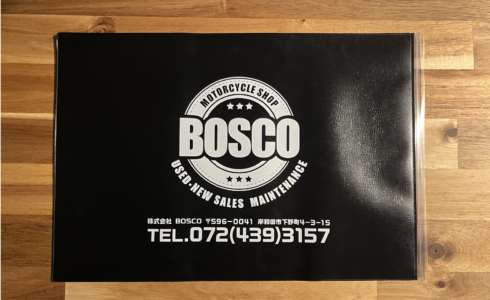 MOTORCYCLE SHOP
BOSCO
USED・NEW SALES MAINTENANCE
株式会社 BOSCO 〒596-0041 岸和田市下野町4-3-15
TEL.072(439)3157